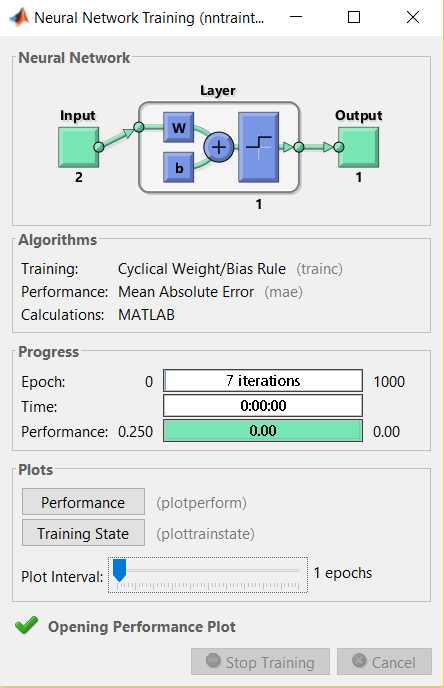 Neural Network Training (nntraint...
Neural Network
Layer
Input
Output
W
b
+
2
1
1
Algorithms
Training: Cyclical Weight/Bias Rule (trainc)
Performance: Mean Absolute Error (mae)
Calculations: MATLAB
Progress
Epoch: 0 7 iterations 1000
Time: 0:00:00
Performance: 0.250 0.00 0.00
Plots
Performance (plotperform)
Training State (plottrainstate)
Plot Interval: 1 epochs
Opening Performance Plot
Stop Training Cancel